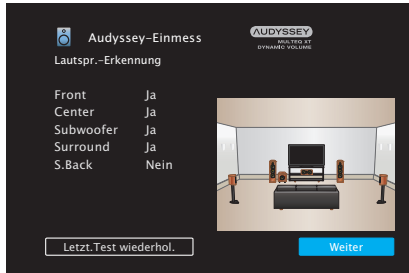 Audyssey-Einmess
AUDYSSEY
MULTEQ XT
DYNAMIC VOLUME
Lautspr.-Erkennung
Front Ja
Center Ja
Subwoofer Ja
Surround Ja
S.Back Nein
Letzt.Test wiederhol.
Weiter